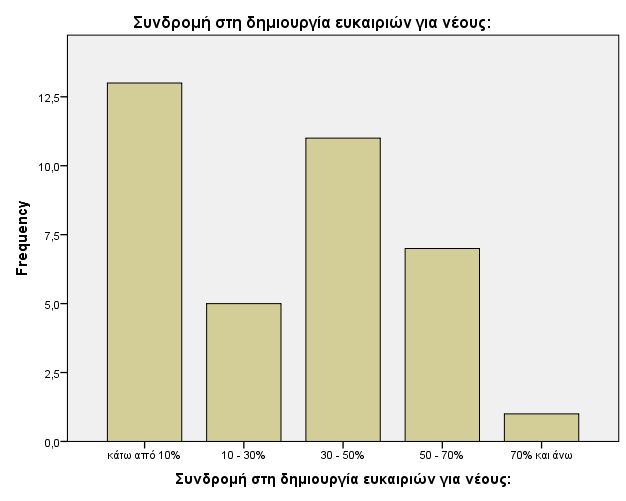 Συνδρομή στη δημιουργία ευκαιριών για νέους:
12,5
10,0
7,5
5,0
2,5
0,0
Frequency
κάτω από 10%
10 - 30%
30 - 50%
50 - 70%
70% και άνω
Συνδρομή στη δημιουργία ευκαιριών για νέους: